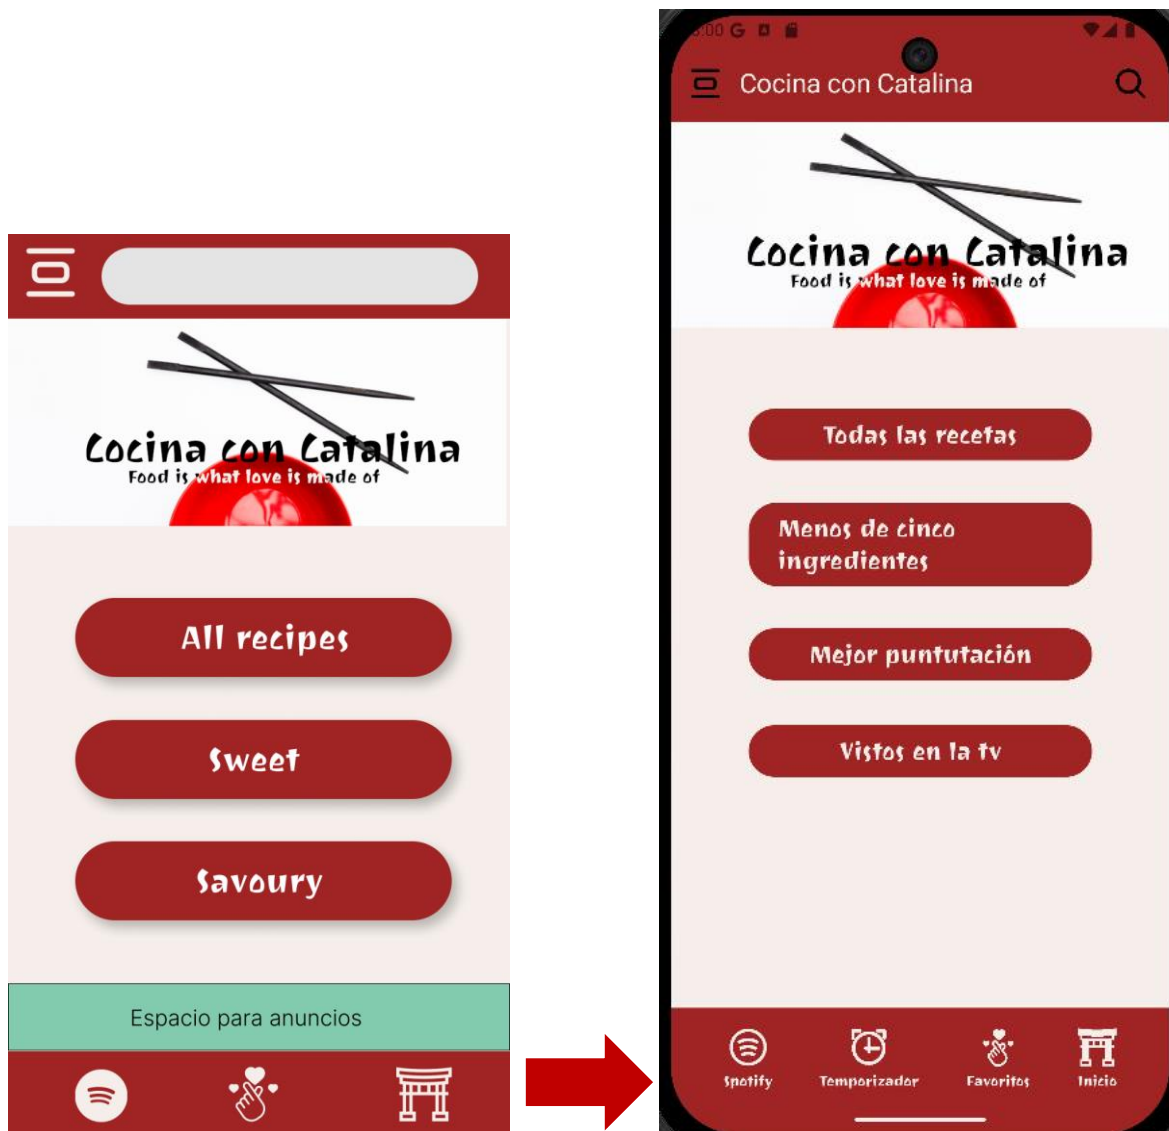 Cocina con Catalina
Food is what love is made of
All recipes
Sweet
Savoury
Espacio para anuncios
:00 G
Cocina con Catalina
Cocina con Catalina
Food is what love is made of
Todas las recetas
Menos de cinco
ingredientes
Mejor puntutación
Vistos en la tv
Spotify Temporizador Favoritos Inicio